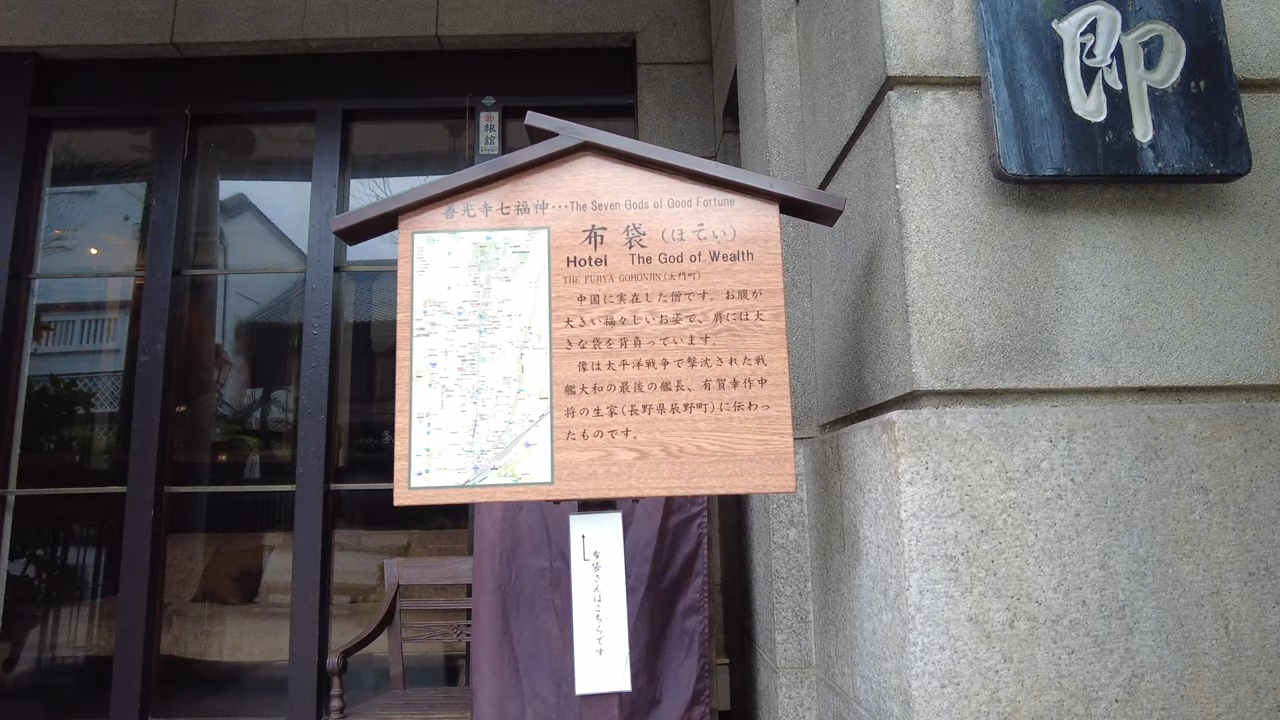 即
旅舘
善光寺七福神･･･The Seven Gods of Good Fortune
布袋（ほてい）
Hotei The God of Wealth
THE FUJIYA GOHONJIN(大門町)
中国に実在した僧です。お腹が
大きい福々しいお姿で、肩には大
きな袋を背負っています。
像は太平洋戦争で撃沈された戦
艦大和の最後の艦長、有賀幸作中
将の生家（長野県辰野町）に伝わっ
たものです。
布袋さんはこちらです